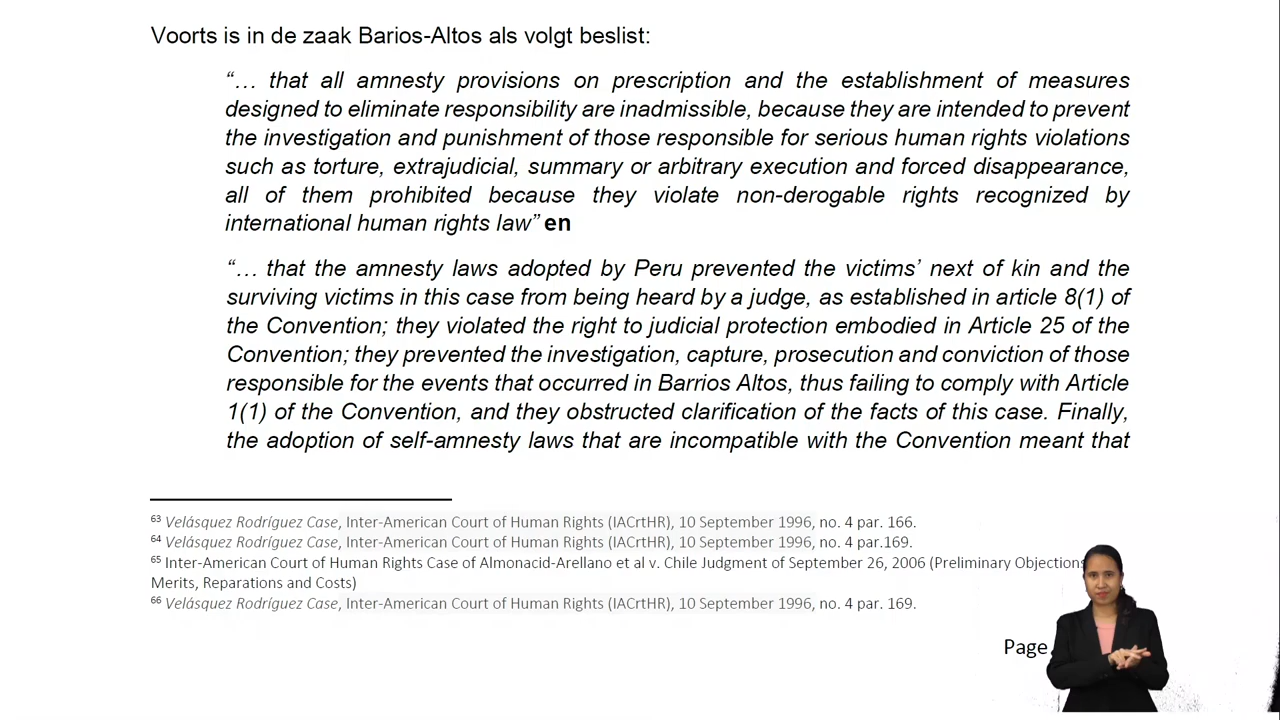 Voorts is in de zaak Barios-Altos als volgt beslist:
“… that all amnesty provisions on prescription and the establishment of measures
designed to eliminate responsibility are inadmissible, because they are intended to prevent
the investigation and punishment of those responsible for serious human rights violations
such as torture, extrajudicial, summary or arbitrary execution and forced disappearance,
all of them prohibited because they violate non-derogable rights recognized by
international human rights law” en
“… that the amnesty laws adopted by Peru prevented the victims’ next of kin and the
surviving victims in this case from being heard by a judge, as established in article 8(1) of
the Convention; they violated the right to judicial protection embodied in Article 25 of the
Convention; they prevented the investigation, capture, prosecution and conviction of those
responsible for the events that occurred in Barrios Altos, thus failing to comply with Article
1(1) of the Convention, and they obstructed clarification of the facts of this case. Finally,
the adoption of self-amnesty laws that are incompatible with the Convention meant that
63 Velásquez Rodríguez Case, Inter-American Court of Human Rights (IACrtHR), 10 September 1996, no. 4 par. 166.
64 Velásquez Rodríguez Case, Inter-American Court of Human Rights (IACrtHR), 10 September 1996, no. 4 par.169.
65 Inter-American Court of Human Rights Case of Almonacid-Arellano et al v. Chile Judgment of September 26, 2006 (Preliminary Objections
Merits, Reparations and Costs)
66 Velásquez Rodríguez Case, Inter-American Court of Human Rights (IACrtHR), 10 September 1996, no. 4 par. 169.
Page